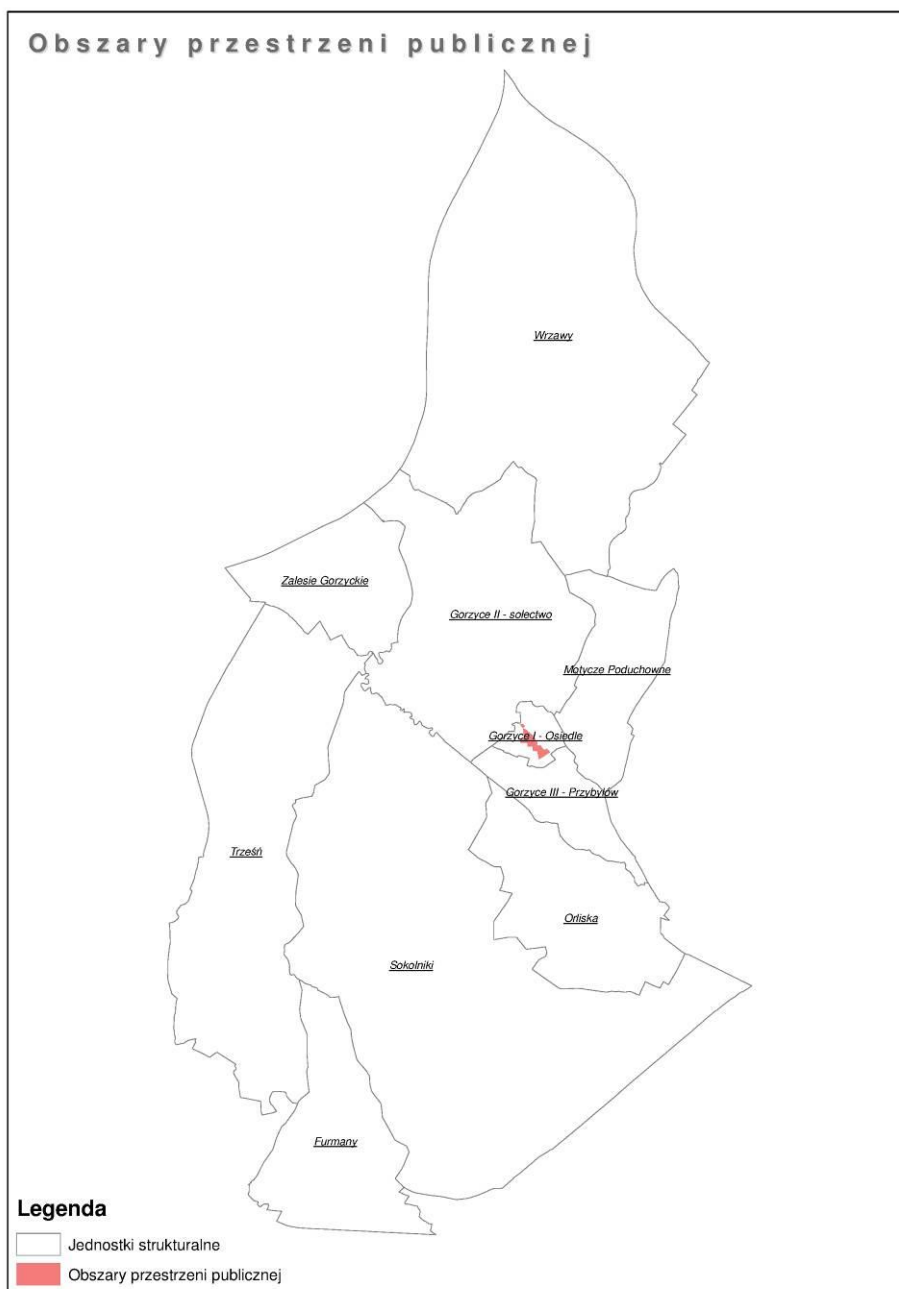 Obszary przestrzeni publicznej
Wrzawy
Zalesie Gorzyckie
Gorzyce II - sołectwo
Motycze Poduchowne
Gorzyce I - Osiedle
Gorzyce III - Przybyłów
Trześń
Orliska
Sokolniki
Furmany
Legenda
Jednostki strukturalne
Obszary przestrzeni publicznej